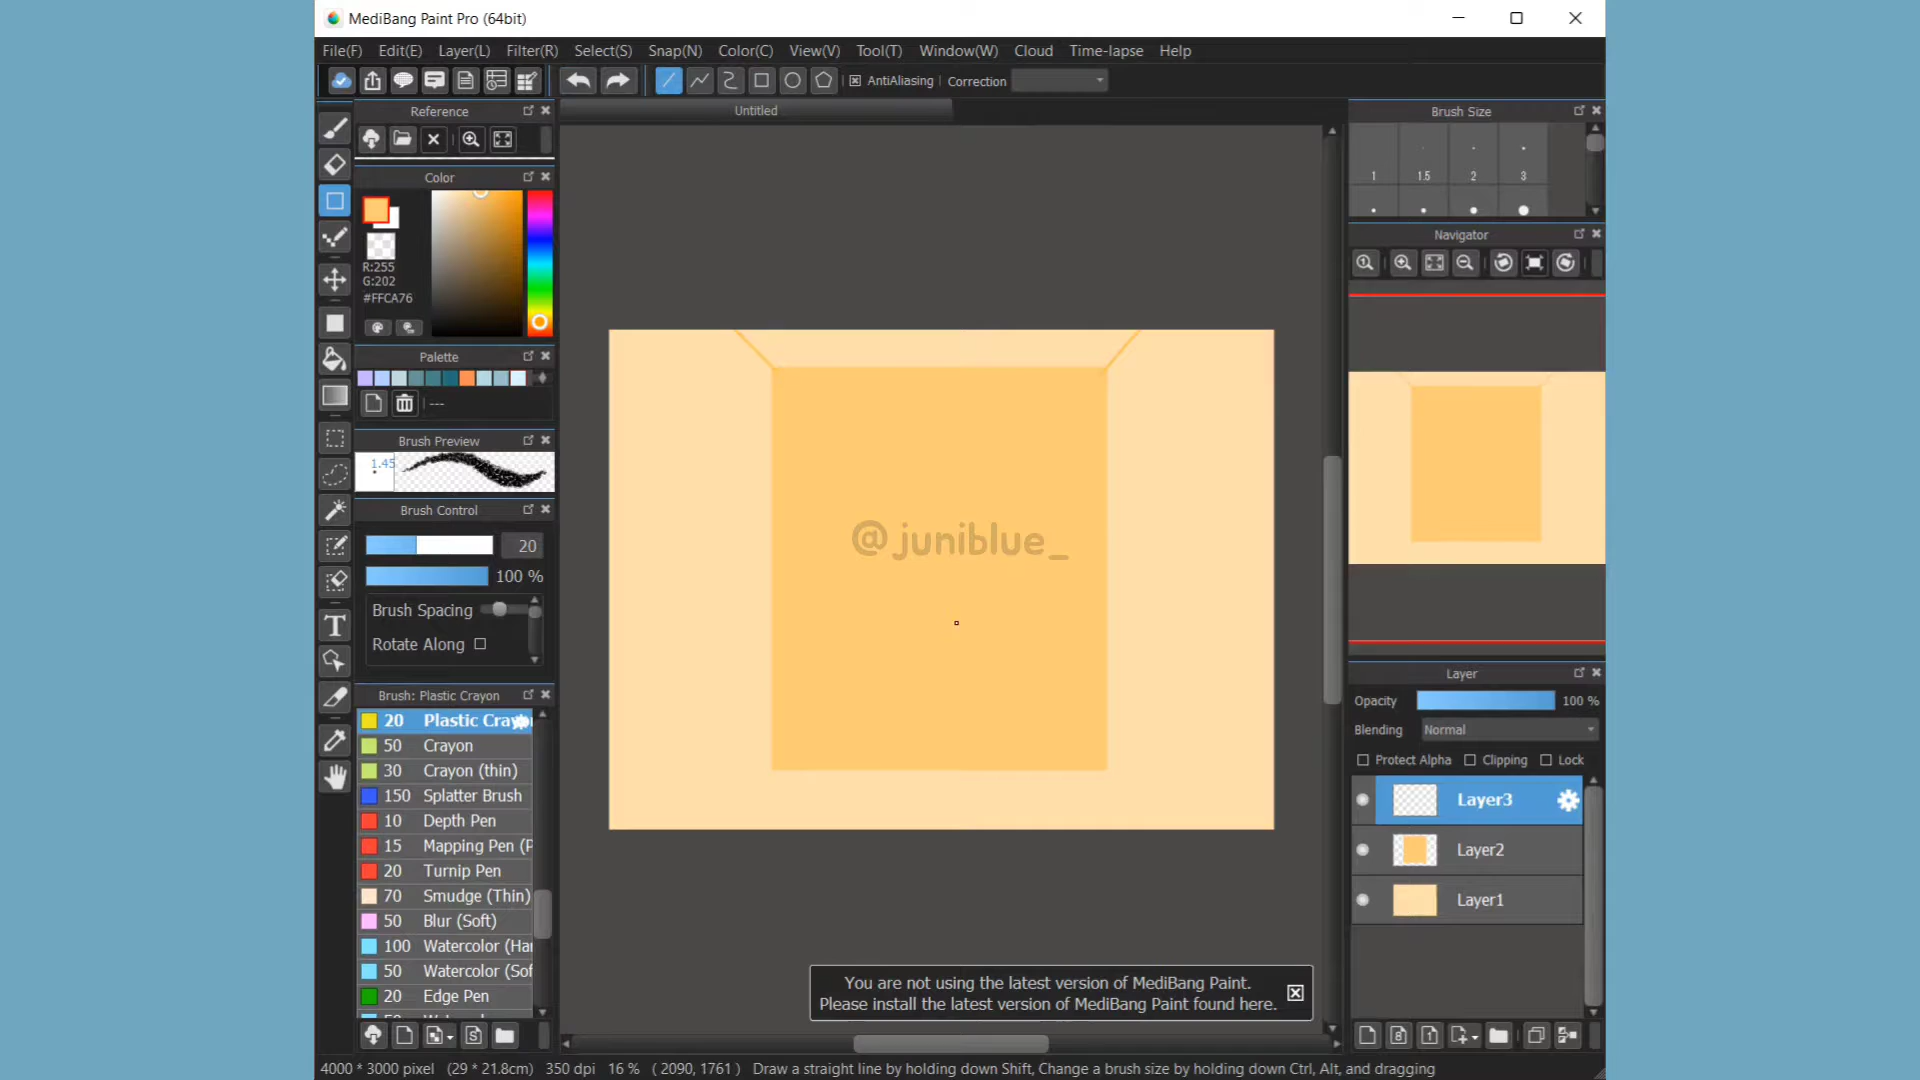 MediBang Paint Pro (64bit)
File(F) Edit(E) Layer(L) Filter(R) Select(S) Snap(N) Color(C) View(V) Tool(T) Window(W) Cloud Time-lapse Help
AntiAliasing Correction
Reference
Untitled
Brush Size
1 1.5 2 3
Color
R:255
G:202
#FFCA76
Navigator
Palette
---
Brush Preview
1.45
Brush Control
20
100 %
Brush Spacing
Rotate Along
@juniblue_
Brush: Plastic Crayon
20 Plastic Cray
50 Crayon
30 Crayon (thin)
150 Splatter Brush
10 Depth Pen
15 Mapping Pen (P
20 Turnip Pen
70 Smudge (Thin)
50 Blur (Soft)
100 Watercolor (Har
50 Watercolor (Sof
20 Edge Pen
Layer
Opacity 100 %
Blending Normal
Protect Alpha Clipping Lock
Layer3
Layer2
Layer1
You are not using the latest version of MediBang Paint.
Please install the latest version of MediBang Paint found here.
4000 * 3000 pixel (29 * 21.8cm) 350 dpi 16 % ( 2090, 1761 ) Draw a straight line by holding down Shift, Change a brush size by holding down Ctrl, Alt, and dragging